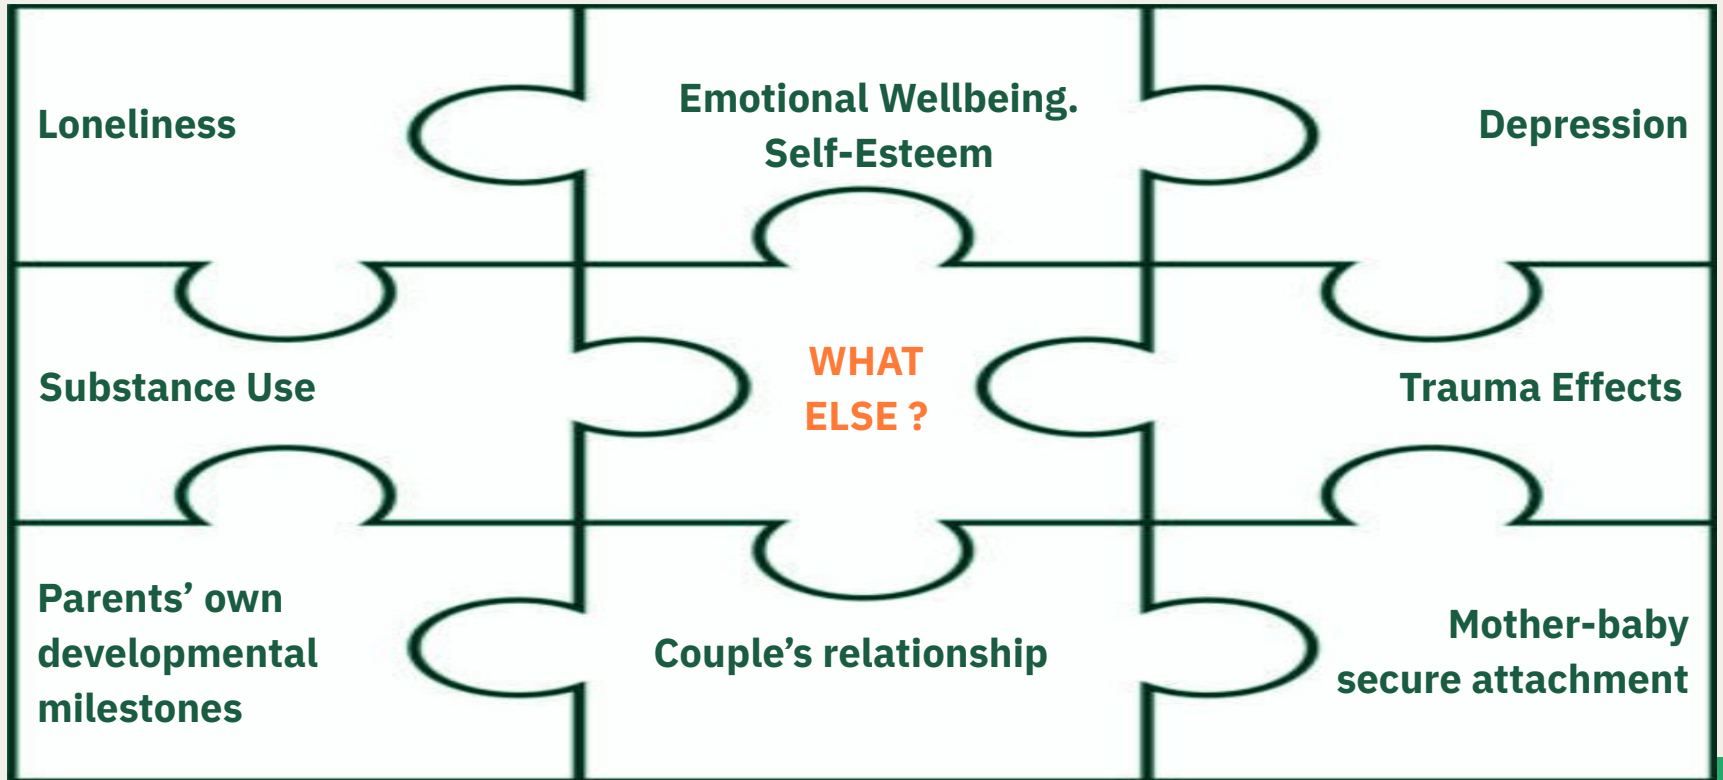 Loneliness
Emotional Wellbeing.
Self-Esteem
Depression
Substance Use
WHAT
ELSE ?
Trauma Effects
Parents’ own
developmental
milestones
Couple’s relationship
Mother-baby
secure attachment